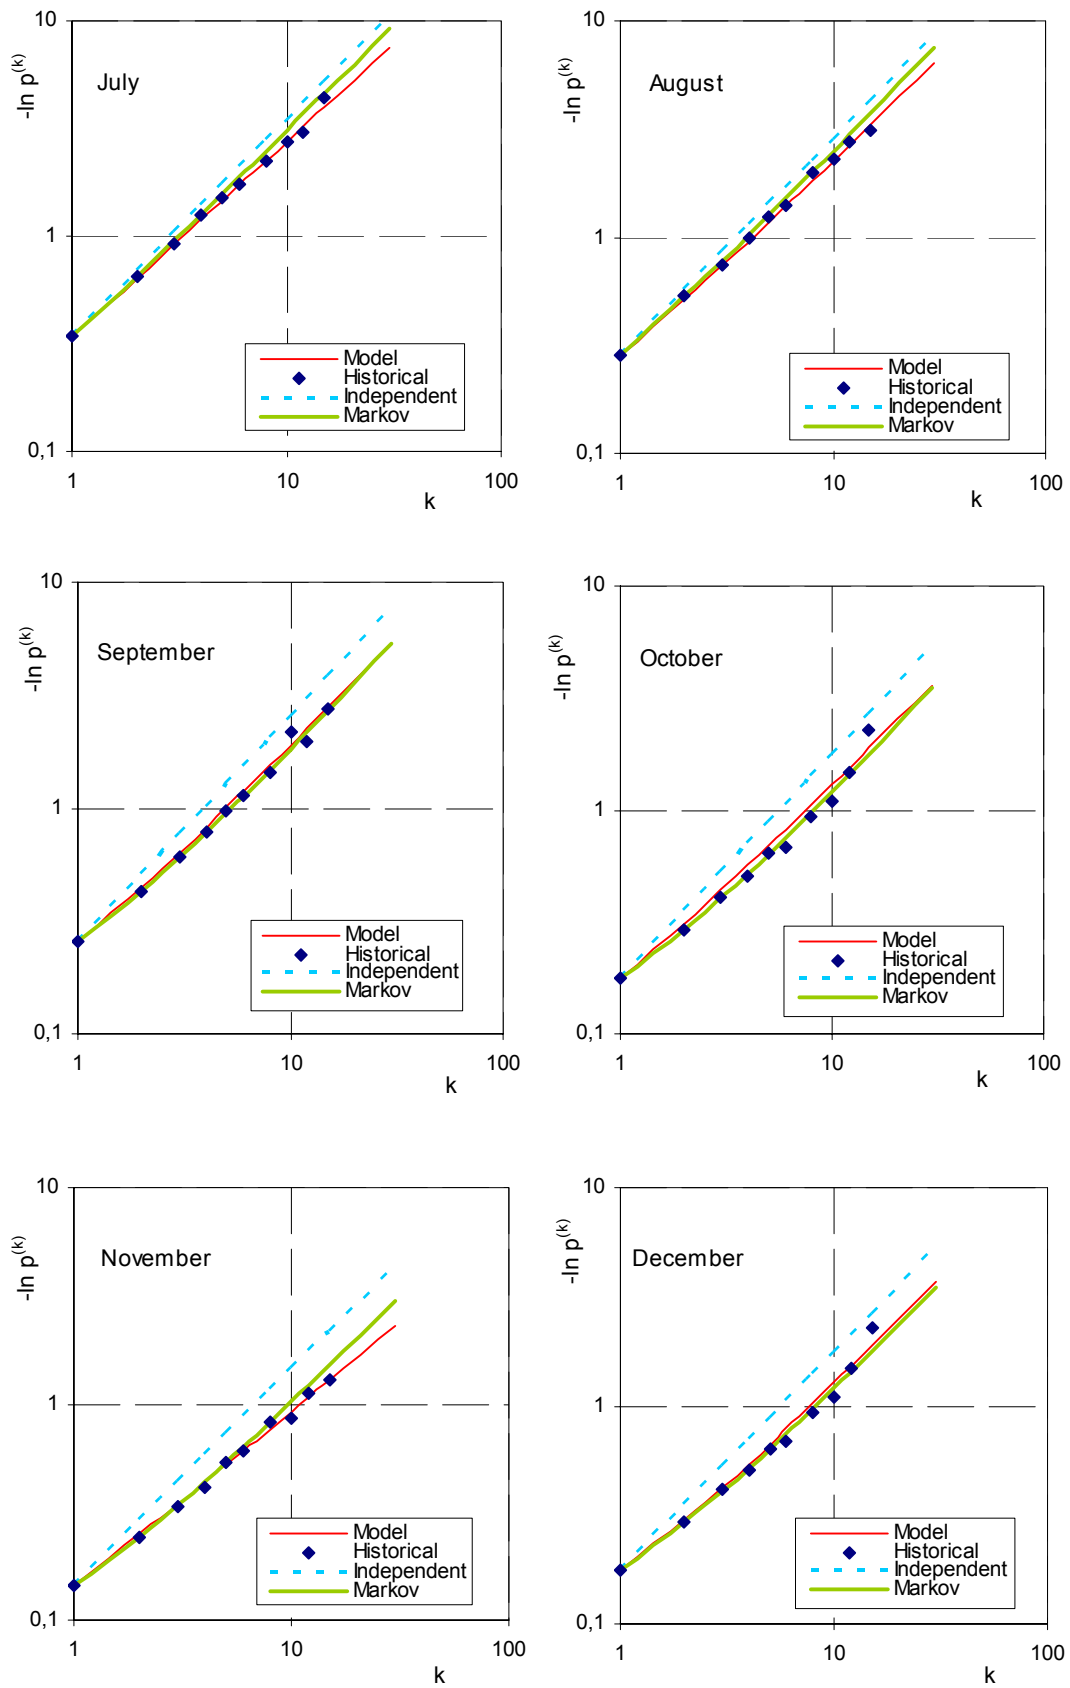 10
-ln p(k)
July
1
Model
Historical
Independent
Markov
0,1
1
10
100
k
10
-ln p(k)
August
1
Model
Historical
Independent
Markov
0,1
1
10
100
k
10
-ln p(k)
September
1
Model
Historical
Independent
Markov
0,1
1
10
100
k
10
-ln p(k)
October
1
Model
Historical
Independent
Markov
0,1
1
10
100
k
10
-ln p(k)
November
1
Model
Historical
Independent
Markov
0,1
1
10
100
k
10
-ln p(k)
December
1
Model
Historical
Independent
Markov
0,1
1
10
100
k